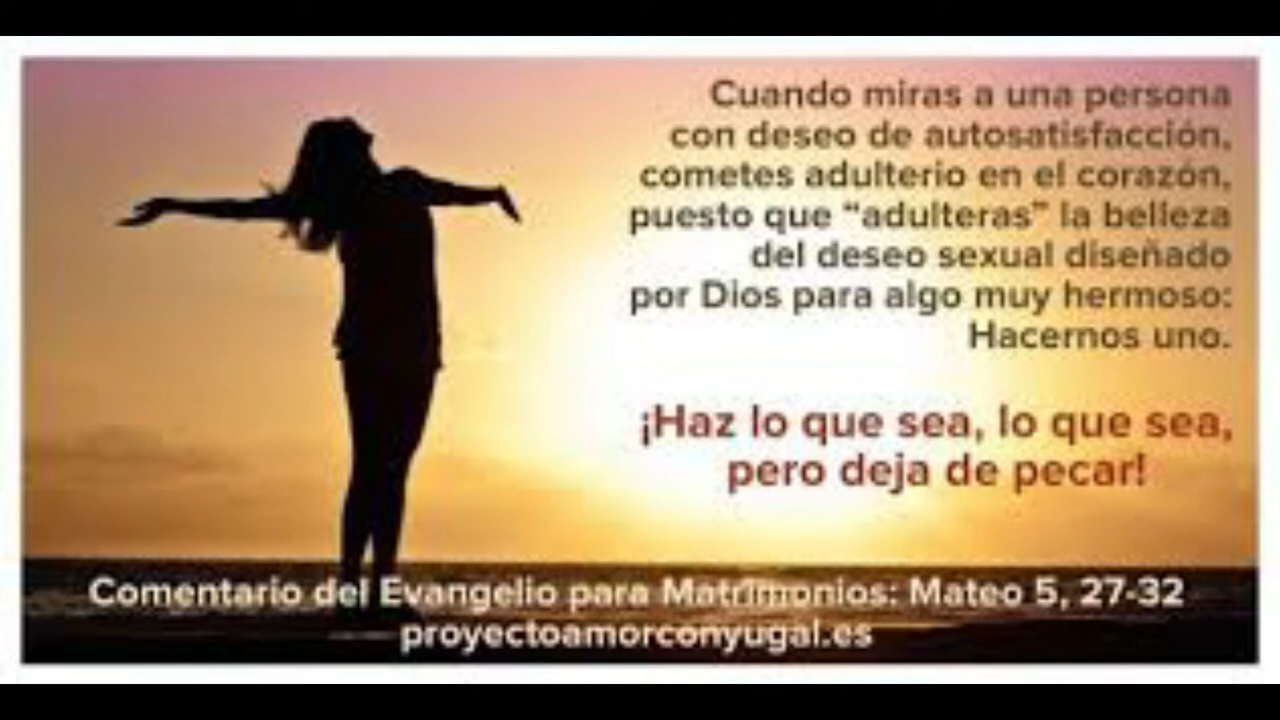 Cuando miras a una persona
con deseo de autosatisfacción,
cometes adulterio en el corazón,
puesto que “adulteras” la belleza
del deseo sexual diseñado
por Dios para algo muy hermoso:
Hacernos uno.
¡Haz lo que sea, lo que sea,
pero deja de pecar!
Comentario del Evangelio para Matrimonios: Mateo 5, 27-32
proyectoamorconyugal.es